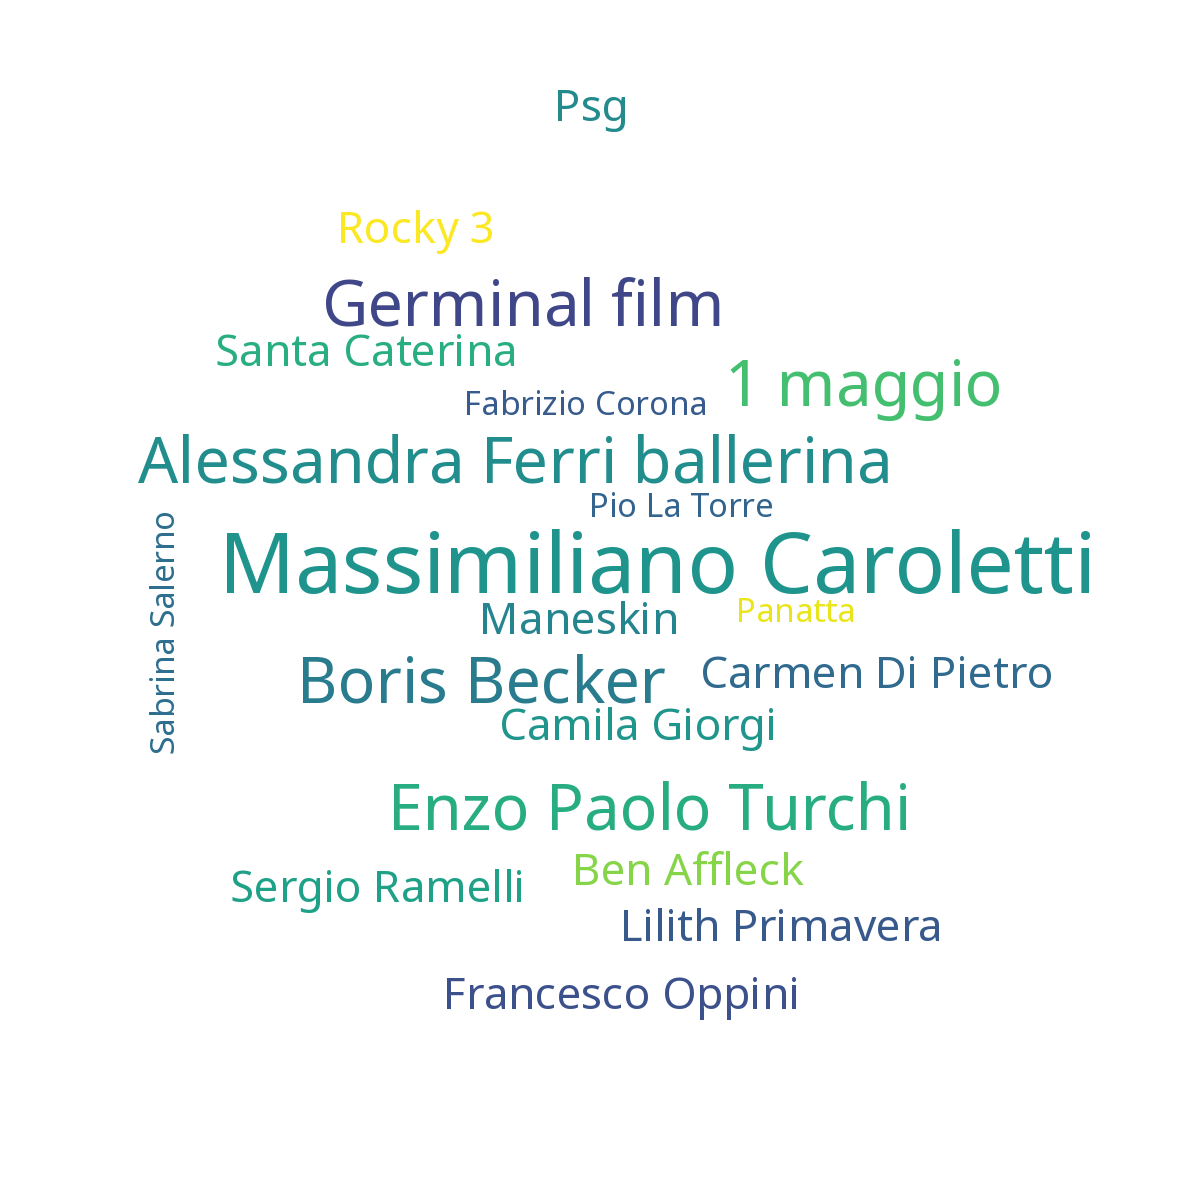 Psg
Rocky 3
Germinal film
Santa Caterina
1 maggio
Fabrizio Corona
Alessandra Ferri ballerina
Pio La Torre
Sabrina Salerno
Massimiliano Caroletti
Maneskin
Panatta
Boris Becker
Carmen Di Pietro
Camila Giorgi
Enzo Paolo Turchi
Ben Affleck
Sergio Ramelli
Lilith Primavera
Francesco Oppini